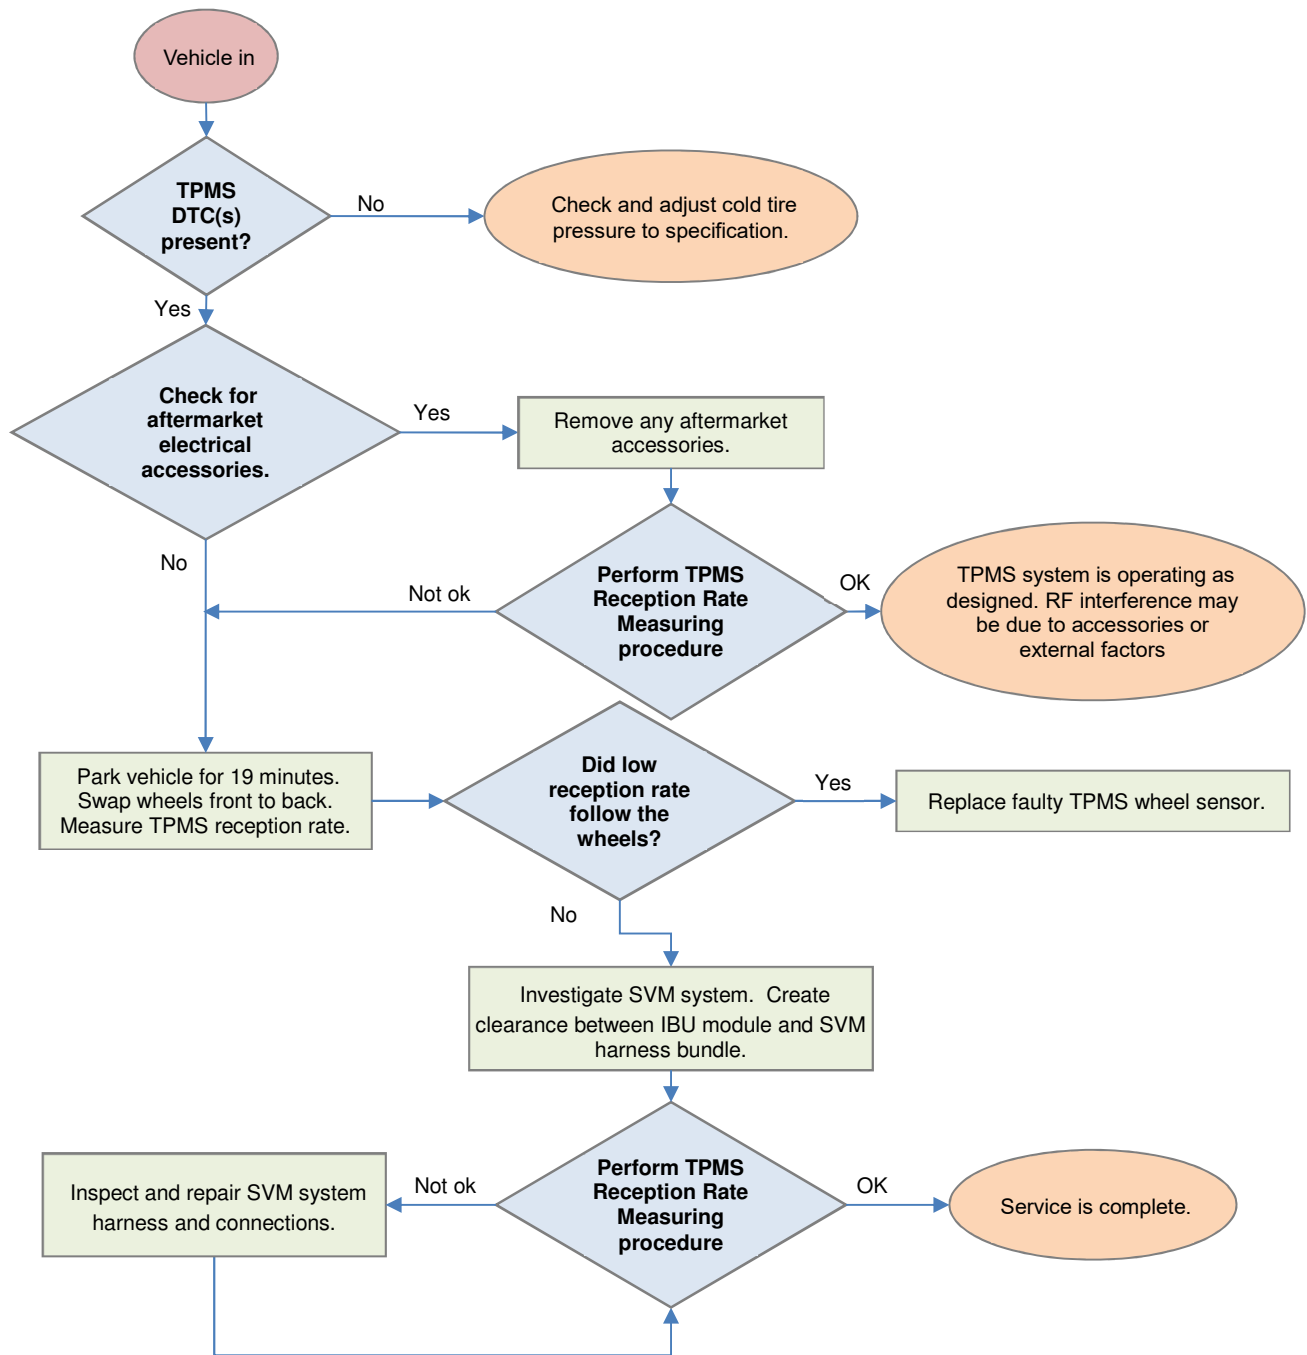 Vehicle in
TPMS
DTC(s)
present?
No
Check and adjust cold tire
pressure to specification.
Yes
Check for
aftermarket
electrical
accessories.
Yes
Remove any aftermarket
accessories.
No
Perform TPMS
Reception Rate
Measuring
procedure
Not ok
OK
TPMS system is operating as
designed. RF interference may
be due to accessories or
external factors
Park vehicle for 19 minutes.
Swap wheels front to back.
Measure TPMS reception rate.
Did low
reception rate
follow the
wheels?
Yes
Replace faulty TPMS wheel sensor.
No
Investigate SVM system.  Create
clearance between IBU module and SVM
harness bundle.
Perform TPMS
Reception Rate
Measuring
procedure
Not ok
Inspect and repair SVM system
harness and connections.
OK
Service is complete.